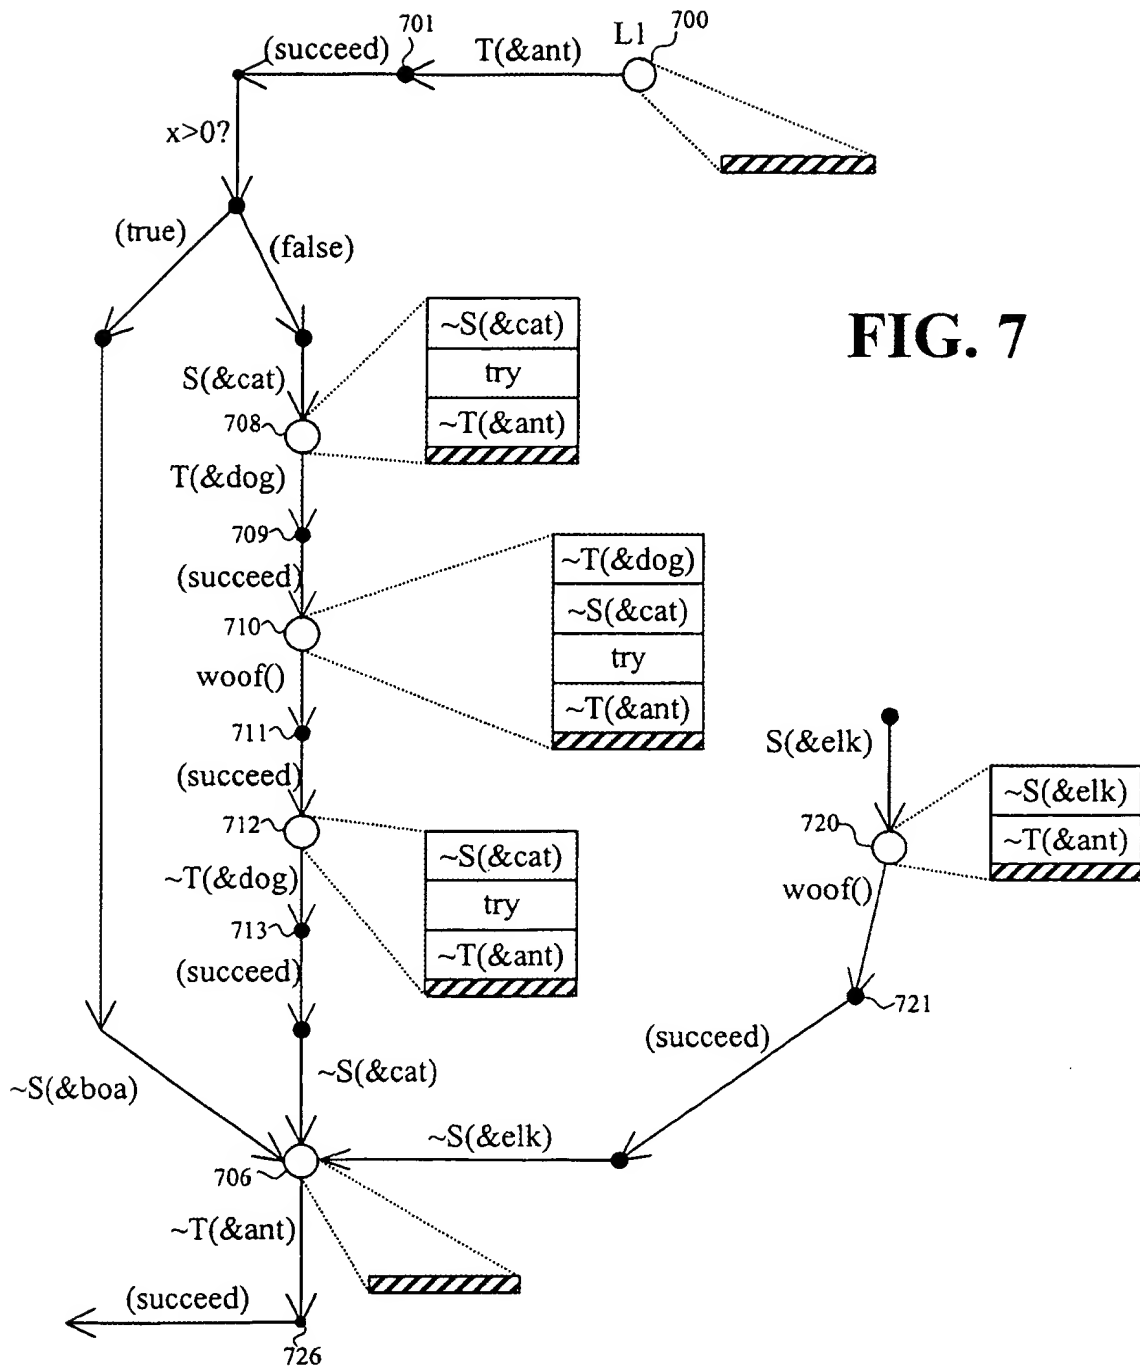 701
L1
700
(succeed)
T(&ant)
x>0?
(true)
(false)
FIG. 7
~S(&cat)
try
~T(&ant)
S(&cat)
708
T(&dog)
709
(succeed)
~T(&dog)
~S(&cat)
try
~T(&ant)
710
woof()
711
(succeed)
S(&elk)
~S(&elk)
~T(&ant)
720
woof()
712
~S(&cat)
try
~T(&ant)
~T(&dog)
713
(succeed)
721
(succeed)
~S(&boa)
~S(&cat)
~S(&elk)
706
~T(&ant)
(succeed)
726